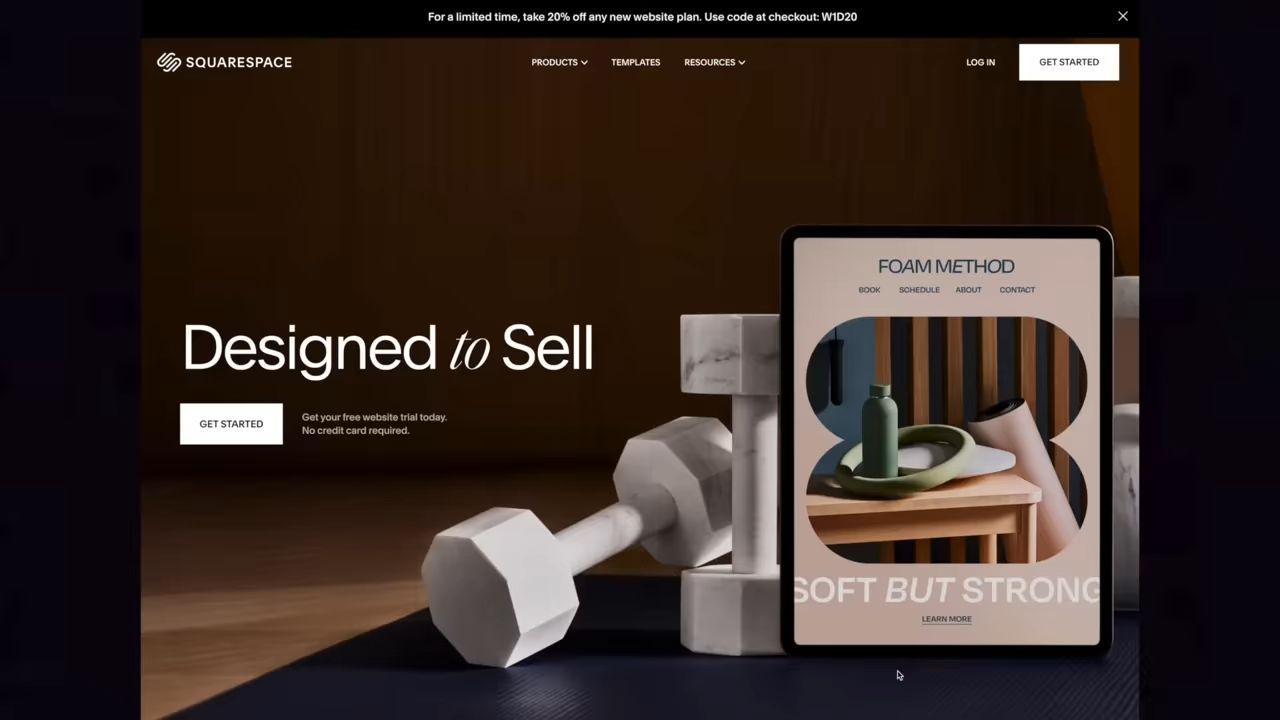 For a limited time, take 20% off any new website plan. Use code at checkout: W1D20
SQUARESPACE
PRODUCTS
TEMPLATES
RESOURCES
LOG IN
GET STARTED
Designed to Sell
GET STARTED
Get your free website trial today.
No credit card required.
FOAM METHOD
BOOK
SCHEDULE
ABOUT
CONTACT
SOFT BUT STRONG
LEARN MORE